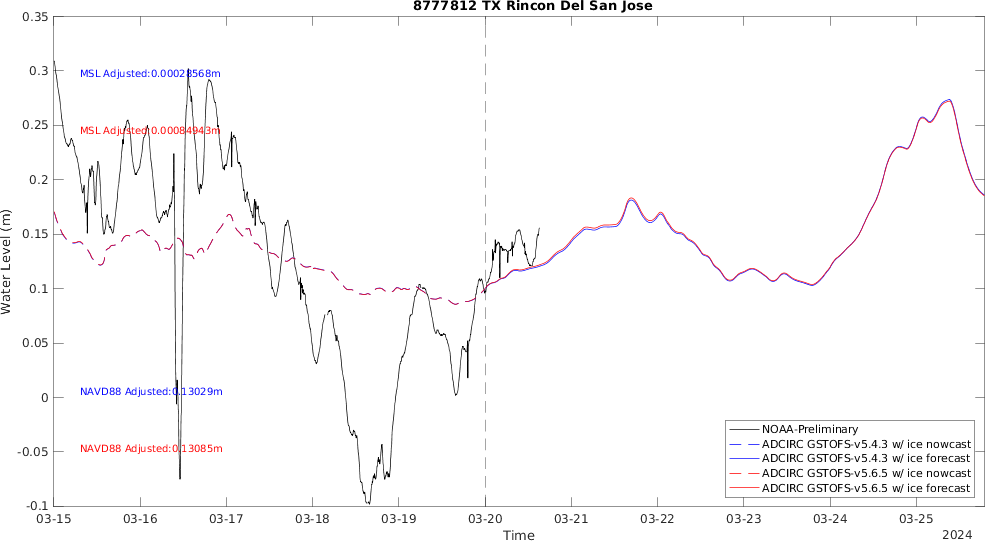 8777812 TX Rincon Del San Jose
0.35
0.3
0.25
0.2
0.15
0.1
0.05
0
-0.05
-0.1
Water Level (m)
MSL Adjusted:0.00028568m
MSL Adjusted:0.00084943m
NAVD88 Adjusted:0.13029m
NAVD88 Adjusted:0.13085m
NOAA-Preliminary
ADCIRC GSTOFS-v5.4.3 w/ ice nowcast
ADCIRC GSTOFS-v5.4.3 w/ ice forecast
ADCIRC GSTOFS-v5.6.5 w/ ice nowcast
ADCIRC GSTOFS-v5.6.5 w/ ice forecast
03-15 03-16 03-17 03-18 03-19 03-20 03-21 03-22 03-23 03-24 03-25
Time
2024